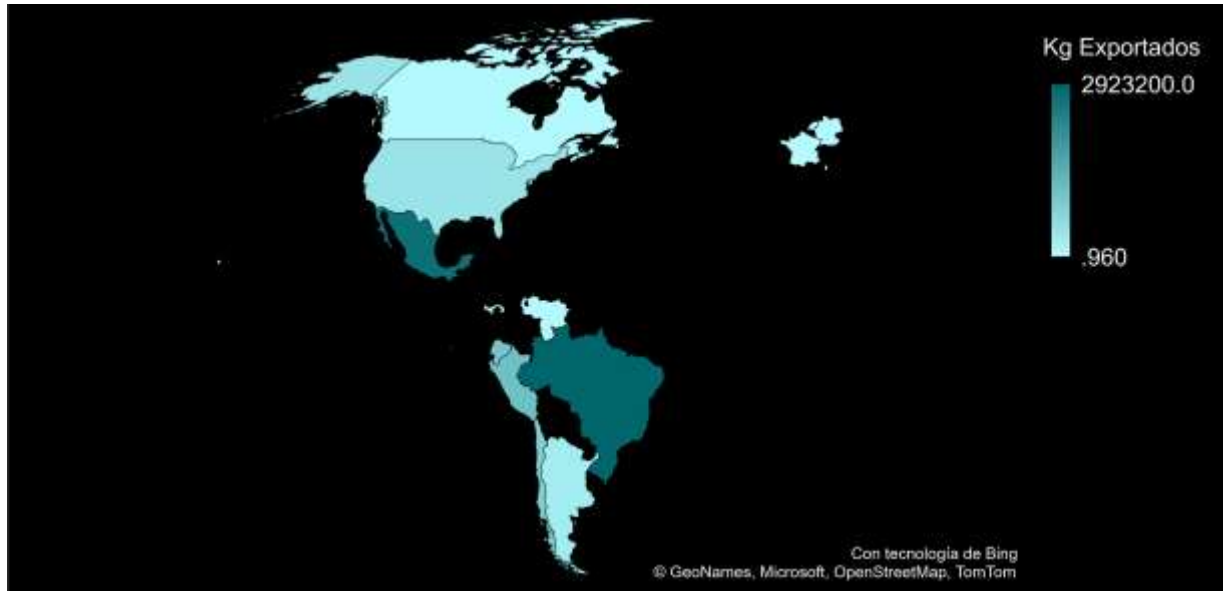 Kg Exportados
2923200.0
.960
Con tecnología de Bing
© GeoNames, Microsoft, OpenStreetMap, TomTom